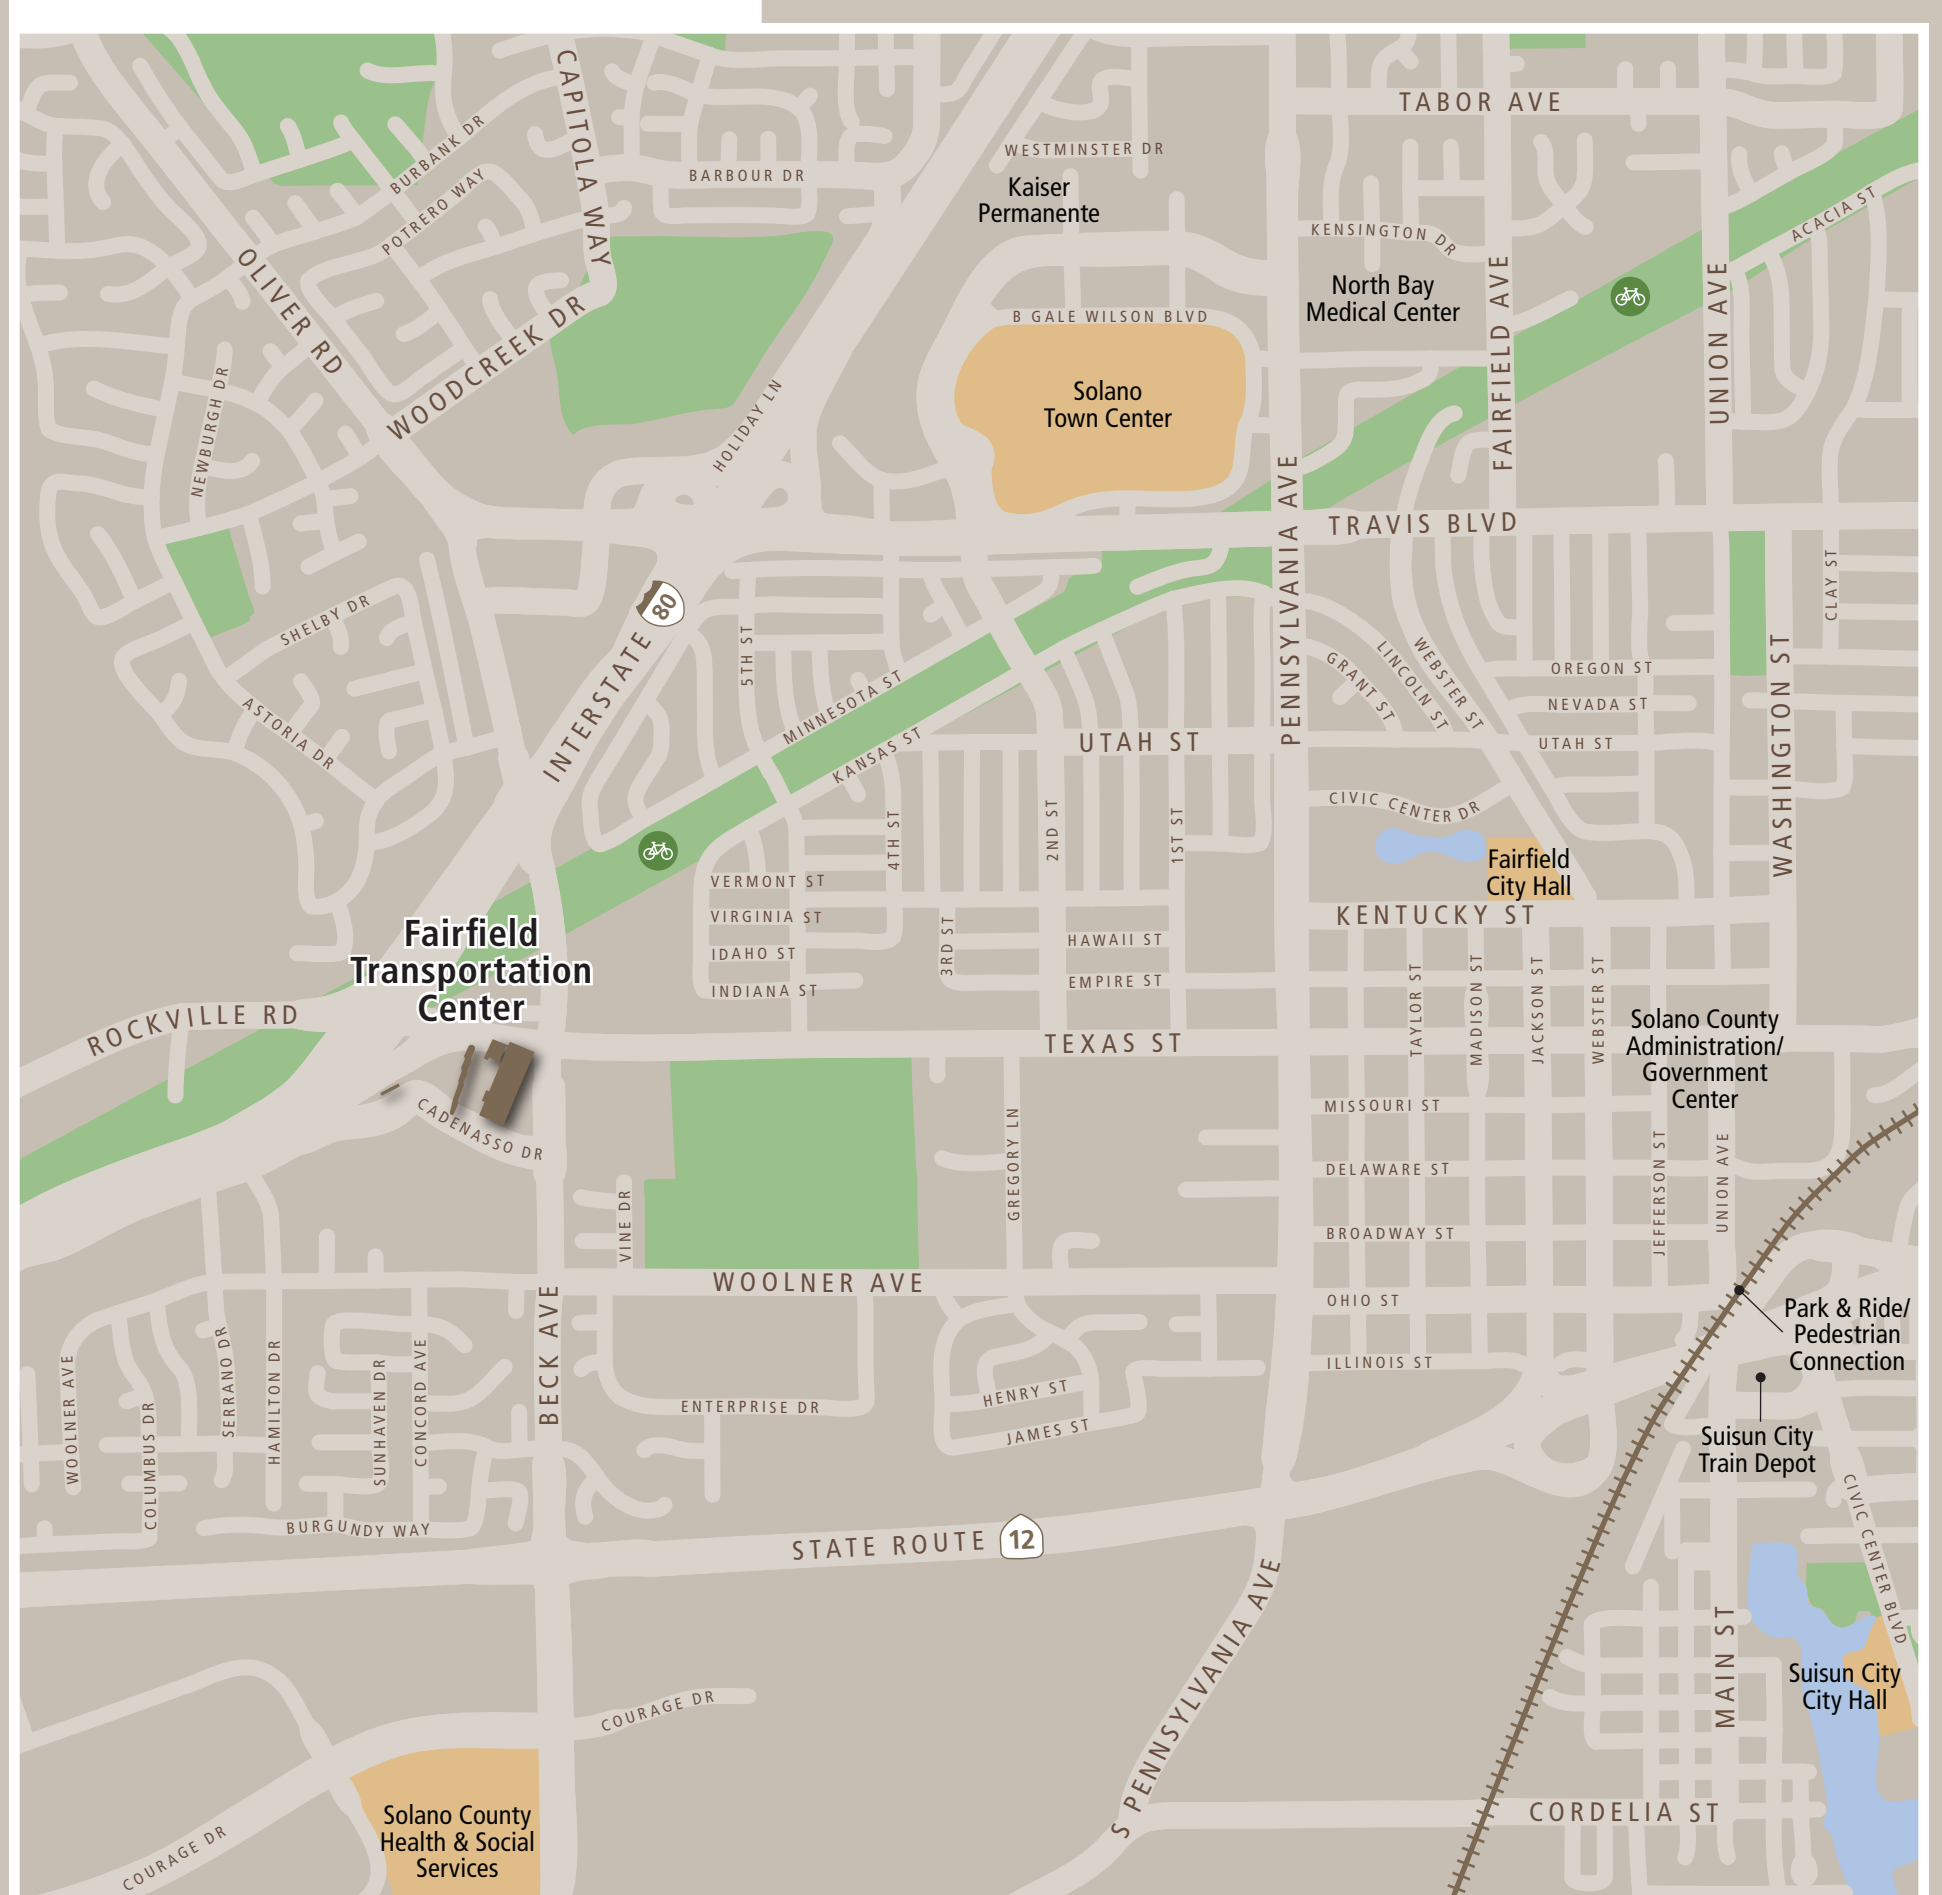 TABOR AVE
CAPITOLA WAY
BURBANK DR
WESTMINSTER DR
BARBOUR DR
POTRERO WAY
Kaiser
Permanente
ACACIA ST
KENSINGTON DR
OLIVER RD
North Bay
Medical Center
FAIRFIELD AVE
UNION AVE
WOODCREEK DR
B GALE WILSON BLVD
NEWBURGH DR
HOLIDAY LN
Solano
Town Center
PENNSYLVANIA AVE
TRAVIS BLVD
CLAY ST
INTERSTATE
80
SHELBY DR
5TH ST
MINNESOTA ST
KANSAS ST
GRANT ST
LINCOLN ST
WEBSTER ST
OREGON ST
NEVADA ST
UTAH ST
UTAH ST
WASHINGTON ST
ASTORIA DR
CIVIC CENTER DR
4TH ST
2ND ST
1ST ST
Fairfield
City Hall
VERMONT ST
VIRGINIA ST
IDAHO ST
INDIANA ST
3RD ST
HAWAII ST
EMPIRE ST
KENTUCKY ST
Fairfield
Transportation
Center
ROCKVILLE RD
TEXAS ST
TAYLOR ST
MADISON ST
JACKSON ST
WEBSTER ST
Solano County
Administration/
Government
Center
CADENASSO DR
MISSOURI ST
GREGORY LN
DELAWARE ST
JEFFERSON ST
UNION AVE
VINE DR
BROADWAY ST
WOOLNER AVE
BECK AVE
OHIO ST
Park & Ride/
Pedestrian
Connection
WOOLNER AVE
COLUMBUS DR
SERRANO DR
HAMILTON DR
SUNHAVEN DR
CONCORD AVE
ILLINOIS ST
ENTERPRISE DR
HENRY ST
JAMES ST
Suisun City
Train Depot
BURGUNDY WAY
STATE ROUTE
12
CIVIC CENTER BLVD
S PENNSYLVANIA AVE
MAIN ST
Suisun City
City Hall
COURAGE DR
Solano County
Health & Social
Services
COURAGE DR
CORDELIA ST